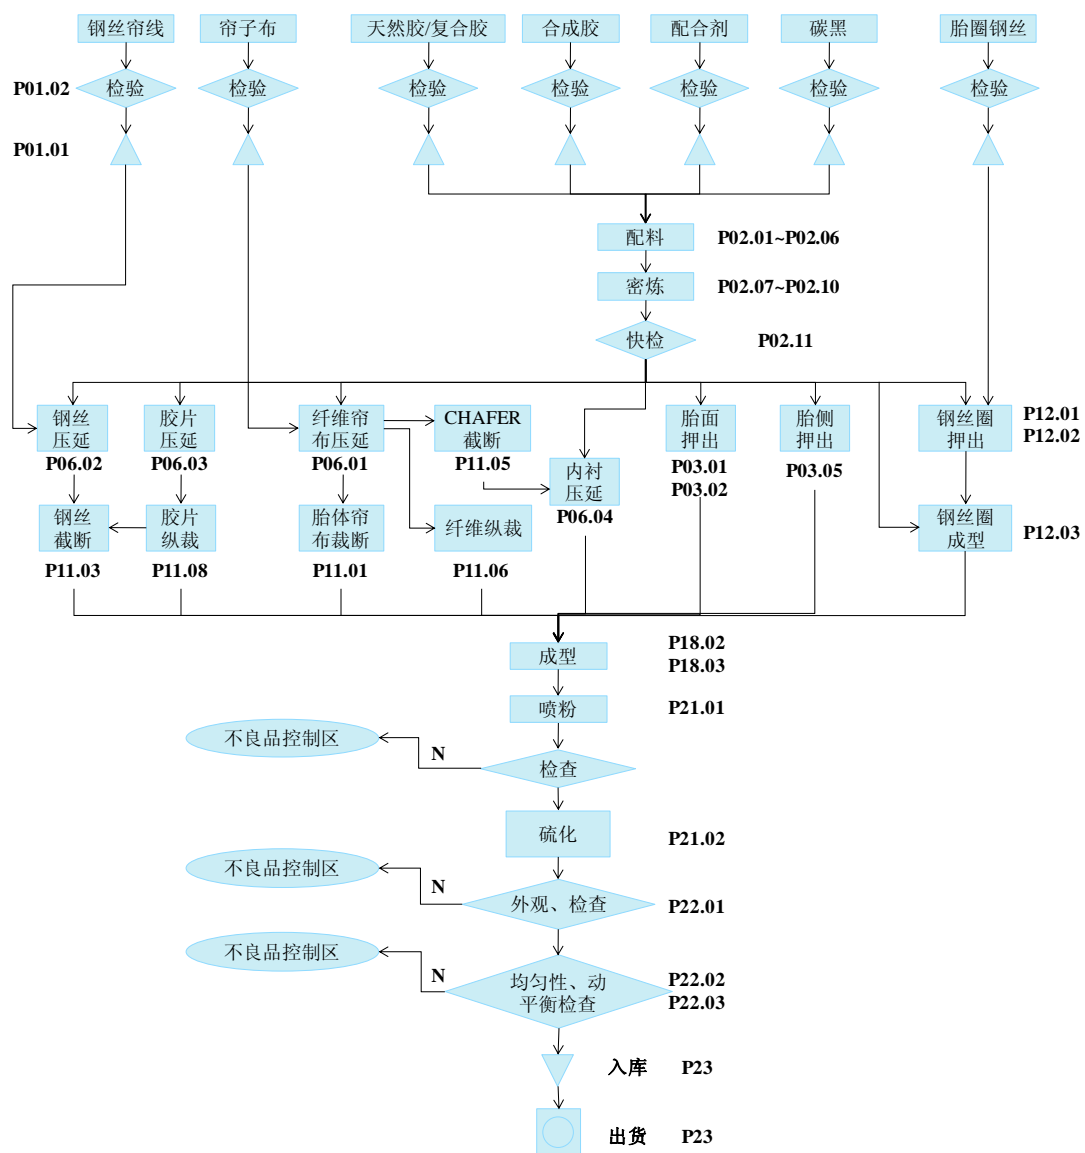 钢丝帘线
帘子布
天然胶/复合胶
合成胶
配合剂
碳黑
胎圈钢丝
P01.02
检验
检验
检验
检验
检验
检验
检验
P01.01
配料
P02.01~P02.06
密炼
P02.07~P02.10
快检
P02.11
钢丝
压延
P06.02
胶片
压延
P06.03
纤维帘
布压延
P06.01
CHAFER
截断
P11.05
内衬
压延
P06.04
胎面
押出
P03.01
P03.02
胎侧
押出
P03.05
钢丝圈
押出
P12.01
P12.02
钢丝
截断
P11.03
胶片
纵裁
P11.08
胎体帘
布裁断
P11.01
纤维纵裁
P11.06
钢丝圈
成型
P12.03
成型
P18.02
P18.03
喷粉
P21.01
不良品控制区
N
检查
硫化
P21.02
不良品控制区
N
外观、检查
P22.01
不良品控制区
N
均匀性、动
平衡检查
P22.02
P22.03
入库
P23
出货
P23